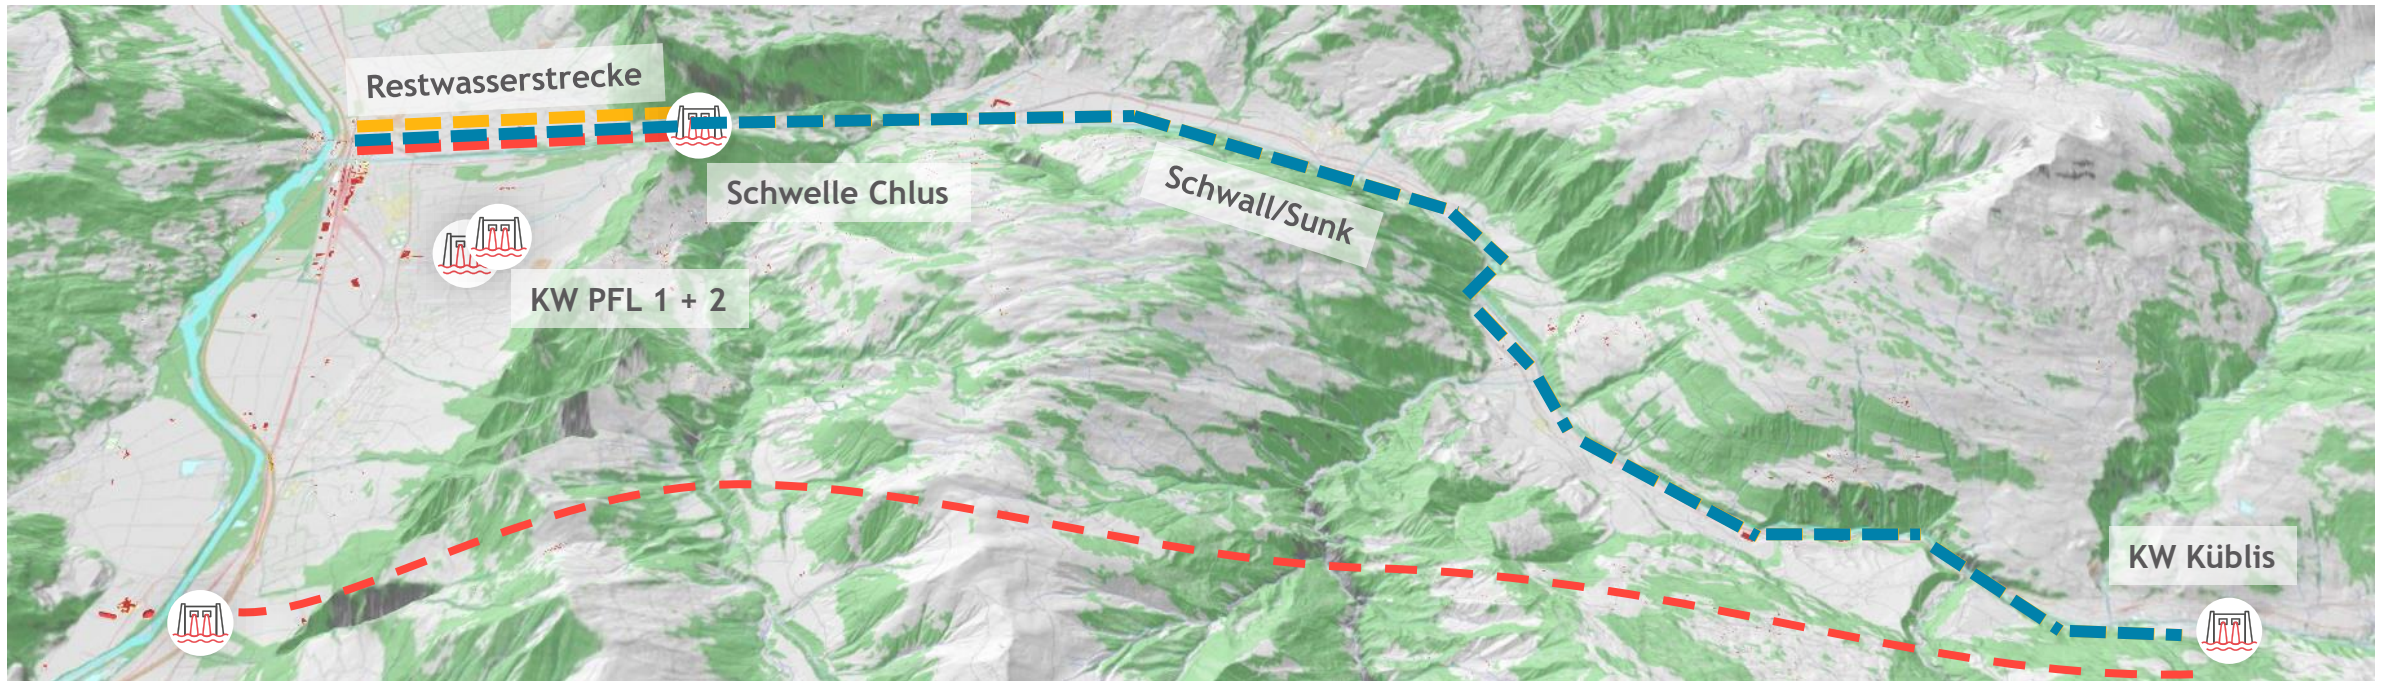 Restwasserstrecke
Schwelle Chlus
Schwall/Sunk
KW PFL 1 + 2
KW Küblis